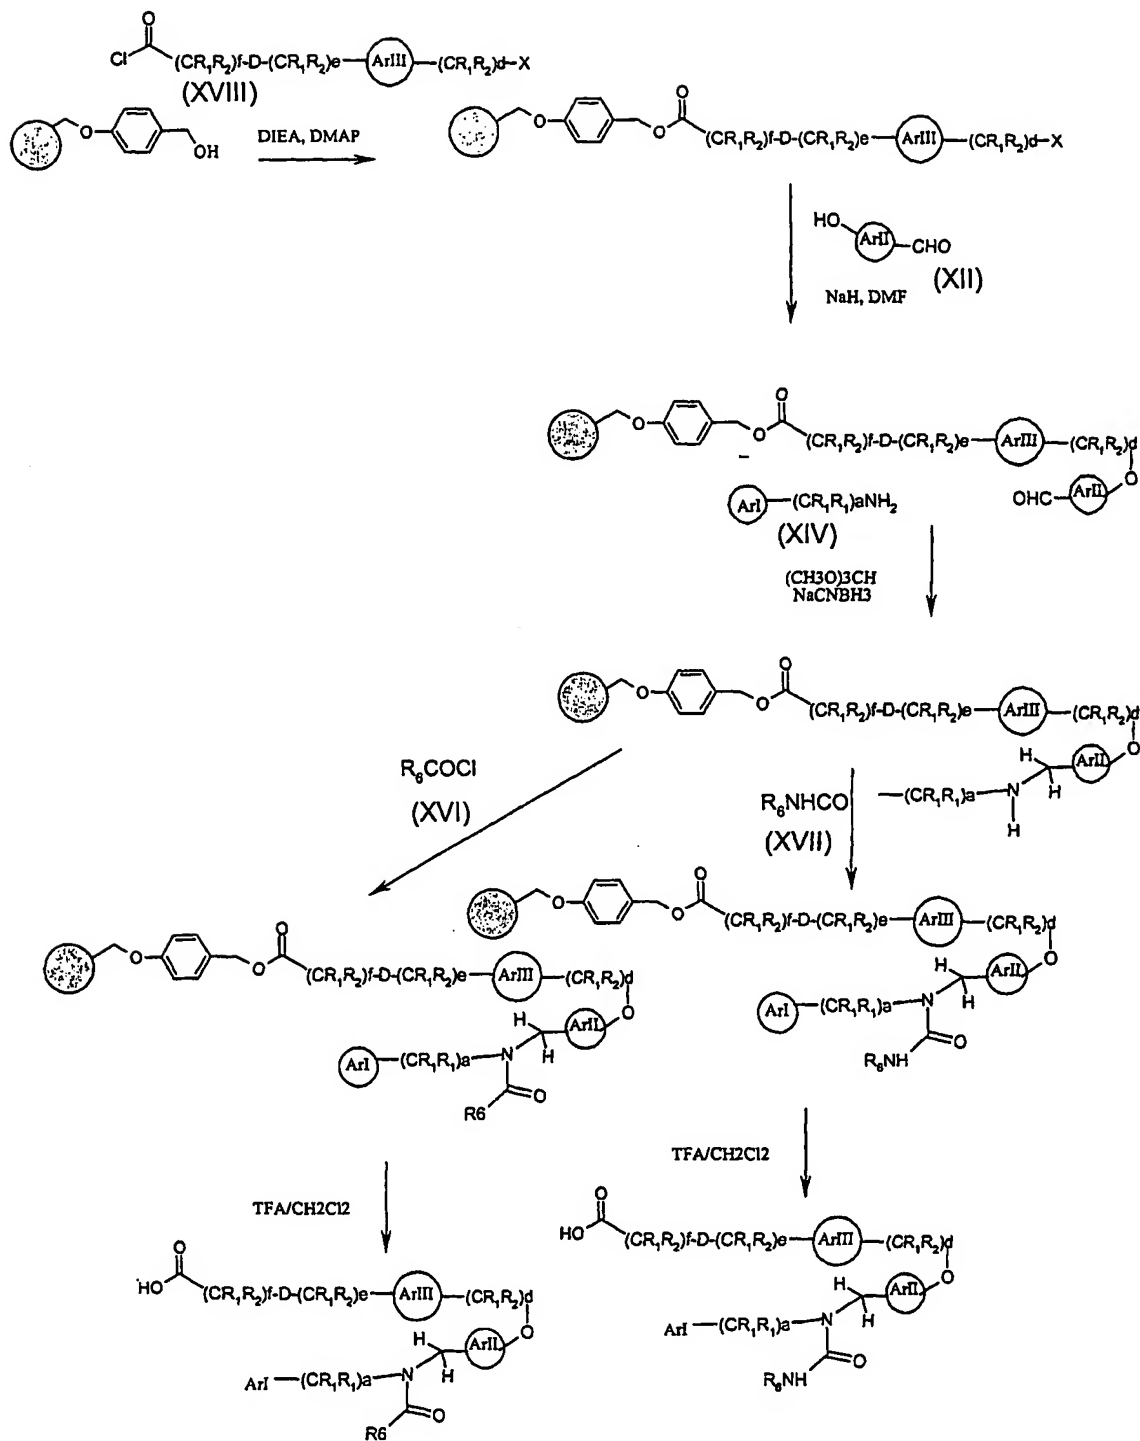 O
Cl (CR₁R₂)f-D-(CR₁R₂)e ArIII (CR₁R₂)d-X
(XVIII)
O OH
DIEA, DMAP
O O O (CR₁R₂)f-D-(CR₁R₂)e ArIII (CR₁R₂)d-X
HO ArII CHO
(XII)
NaH, DMF
O O O (CR₁R₂)f-D-(CR₁R₂)e ArIII (CR₁R₂)d
O
OHC ArII
ArI (CR₁R₁)aNH₂
(XIV)
(CH3O)3CH
NaCNBH3
O O O (CR₁R₂)f-D-(CR₁R₂)e ArIII (CR₁R₂)d
O
H ArII
H
(CR₁R₁)a N
H
R₆COCl
(XVI)
R₆NHCO
(XVII)
O O O (CR₁R₂)f-D-(CR₁R₂)e ArIII (CR₁R₂)d
O
H ArII
H
ArI (CR₁R₁)a N
O
R₆NH
O O O (CR₁R₂)f-D-(CR₁R₂)e ArIII (CR₁R₂)d
O
H ArII
H
ArI (CR₁R₁)a N
O
R6
TFA/CH2Cl2
TFA/CH2Cl2
O
HO (CR₁R₂)f-D-(CR₁R₂)e ArIII (CR₁R₂)d
O
H ArII
H
ArI (CR₁R₁)a N
O
R₆NH
O
HO (CR₁R₂)f-D-(CR₁R₂)e ArIII (CR₁R₂)d
O
H ArII
H
ArI (CR₁R₁)a N
O
R6